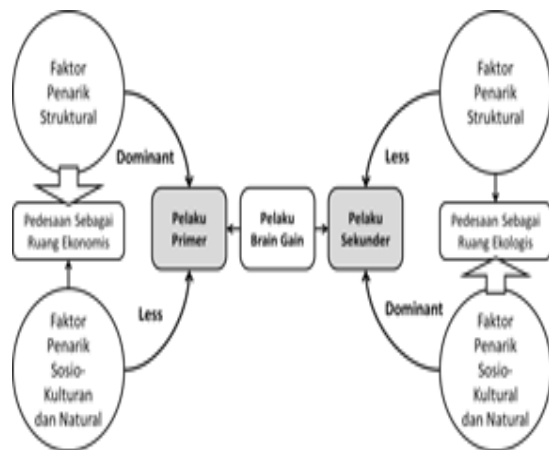 Faktor
Penarik
Struktural
Dominant
Pedesaan Sebagai
Ruang Ekonomis
Less
Faktor
Penarik
Sosio-
Kulturan
dan Natural
Pelaku
Primer
Pelaku
Brain Gain
Pelaku
Sekunder
Faktor
Penarik
Struktural
Less
Pedesaan Sebagai
Ruang Ekologis
Dominant
Faktor
Penarik
Sosio-
Kultural
dan Natural